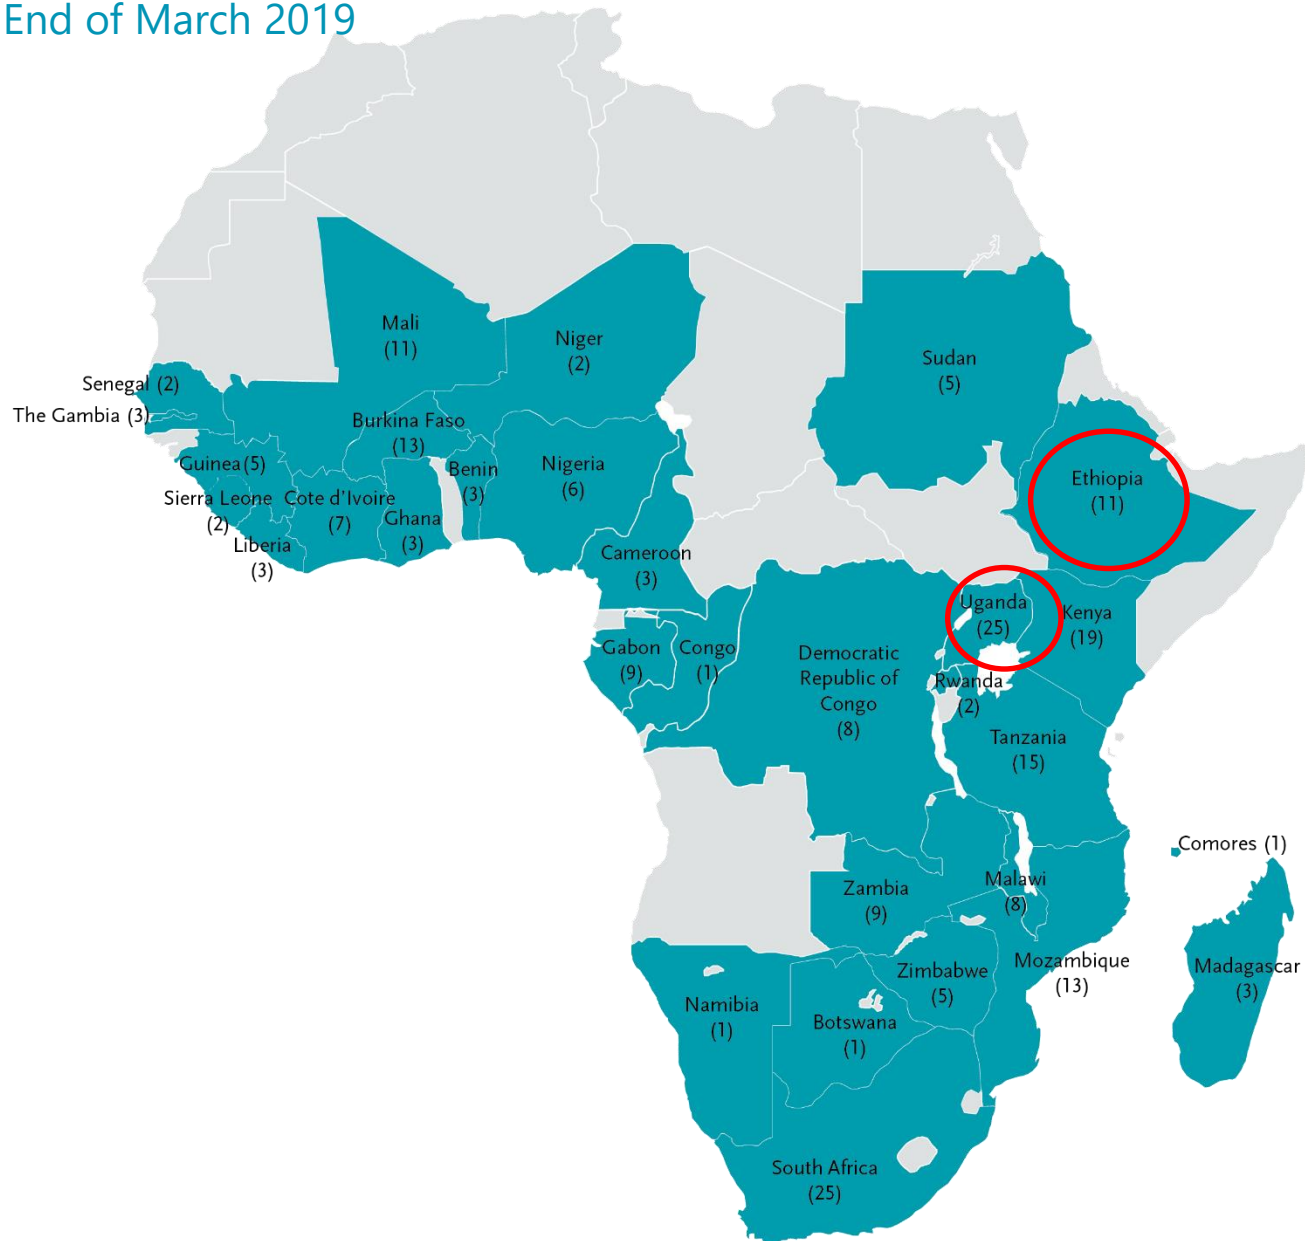 End of March 2019
Mali
(11)
Niger
(2)
Sudan
(5)
Senegal (2)
The Gambia (3)
Burkina Faso
(13)
Guinea(5)
Benin
(3)
Nigeria
(6)
Ethiopia
(11)
Sierra Leone
(2)
Cote d'Ivoire
(7)
Ghana
(3)
Liberia
(3)
Cameroon
(3)
Uganda
(25)
Kenya
(19)
Gabon
(9)
Congo
(1)
Democratic
Republic of
Congo
(8)
Rwanda
(2)
Tanzania
(15)
Comores (1)
Zambia
(9)
Malawi
(8)
Mozambique
(13)
Madagascar
(3)
Zimbabwe
(5)
Namibia
(1)
Botswana
(1)
South Africa
(25)